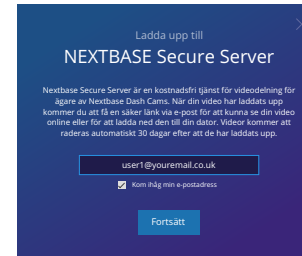 Ladda upp till
NEXTBASE Secure Server
Nextbase Secure Server är en kostnadsfri tjänst för videodelning för
ägare av Nextbase Dash Cams. När din video har laddats upp
kommer du att få en säker länk via e-post för att kunna se din video
online eller för att ladda ned den till din dator. Videor kommer att
raderas automatiskt 30 dagar efter att de har laddats upp.
user1@youremail.co.uk
Kom ihåg min e-postadress
Fortsätt